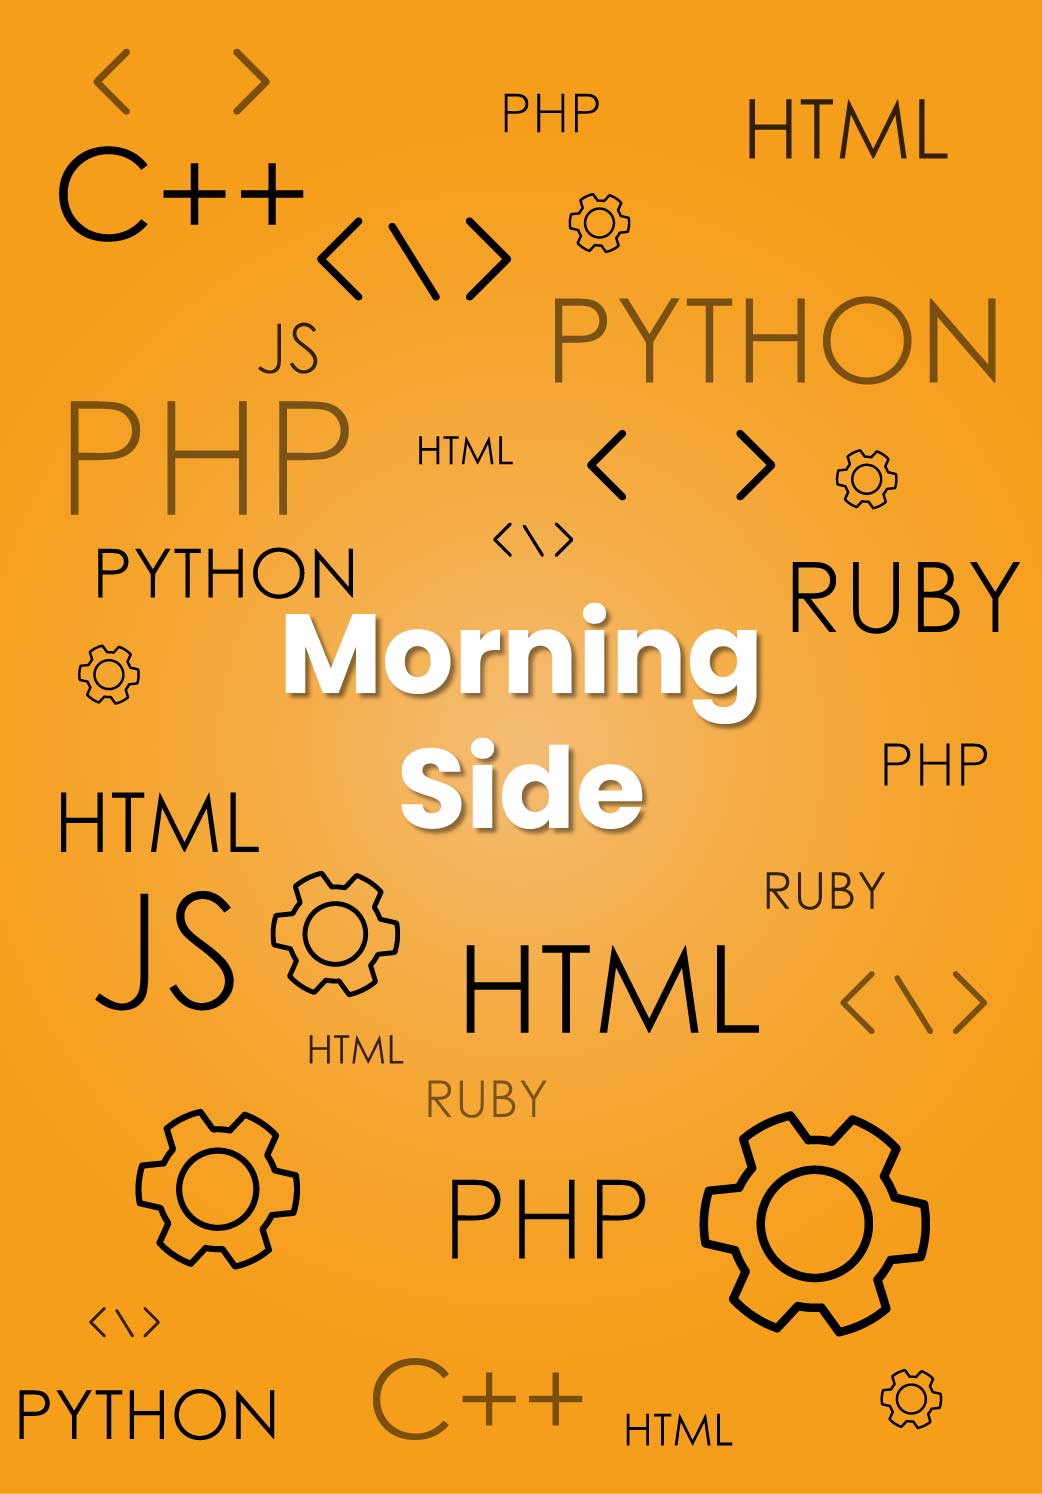 < >
PHP
HTML
C++
<\>
PYTHON
JS
PHP
HTML
< >
<\>
PYTHON
RUBY
Morning
Side
PHP
HTML
RUBY
JS
HTML
<\>
HTML
RUBY
PHP
<\>
PYTHON
C++
HTML